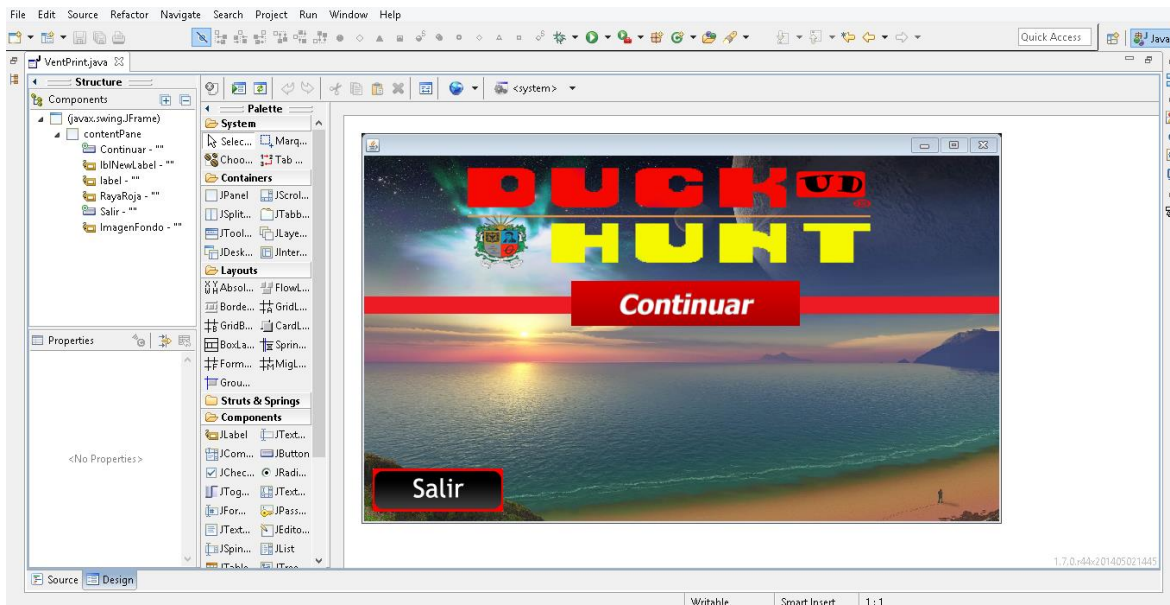 File Edit Source Refactor Navigate Search Project Run Window Help
Quick Access Java
VentPrint.java
Structure
Components
(javax.swing.JFrame)
contentPane
Continuar - ""
lblNewLabel - ""
label - ""
RayaRoja - ""
Salir - ""
ImagenFondo - ""
Properties
<No Properties>
<system>
Palette
System
Selec... Marq...
Choo... Tab ...
Containers
JPanel JScrol...
JSplit... JTabb...
JTool... JLaye...
JDesk... JInter...
Layouts
Absol... FlowL...
Borde... GridL...
GridB... CardL...
BoxLa... Sprin...
Form... MigL...
Grou...
Struts & Springs
Components
JLabel JText...
JCom... JButton
JChec... JRadi...
JTog... JText...
JFor... JPass...
JText... JEdito...
JSpin... JList
JTable JTree
DUCK UD
HUNT
Continuar
Salir
1.7.0.r44x201405021445
Source Design
Writable Smart Insert 1 : 1